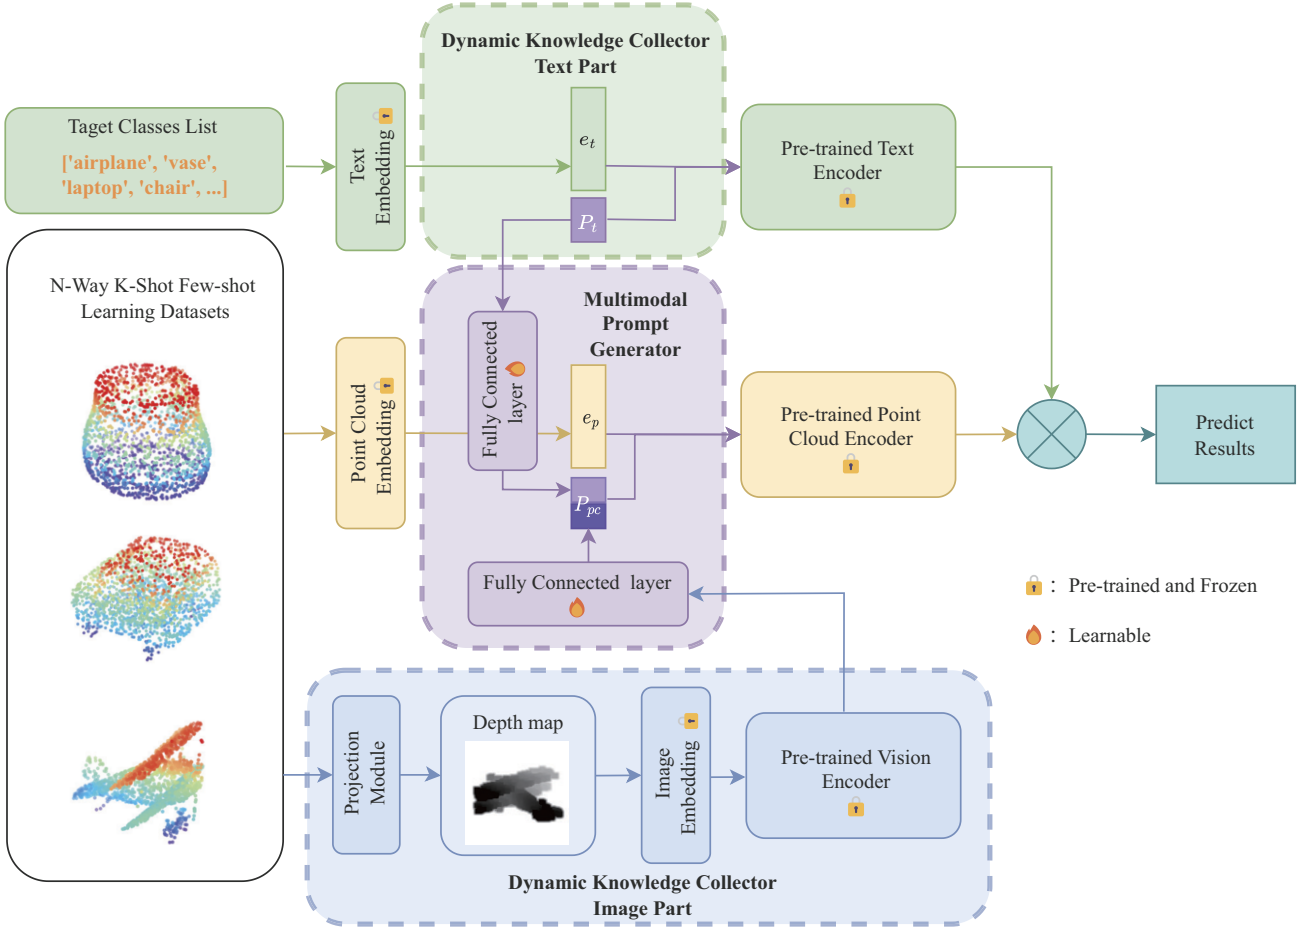 Dynamic Knowledge Collector
Text Part
Taget Classes List
['airplane', 'vase',
'laptop', 'chair', ...]
Text
Embedding
e_t
P_t
Pre-trained Text
Encoder
N-Way K-Shot Few-shot
Learning Datasets
Multimodal
Prompt
Generator
Point Cloud
Embedding
Fully Connected
layer
e_p
P_pc
Fully Connected layer
Pre-trained Point
Cloud Encoder
Predict
Results
: Pre-trained and Frozen
: Learnable
Projection
Module
Depth map
Image
Embedding
Pre-trained Vision
Encoder
Dynamic Knowledge Collector
Image Part